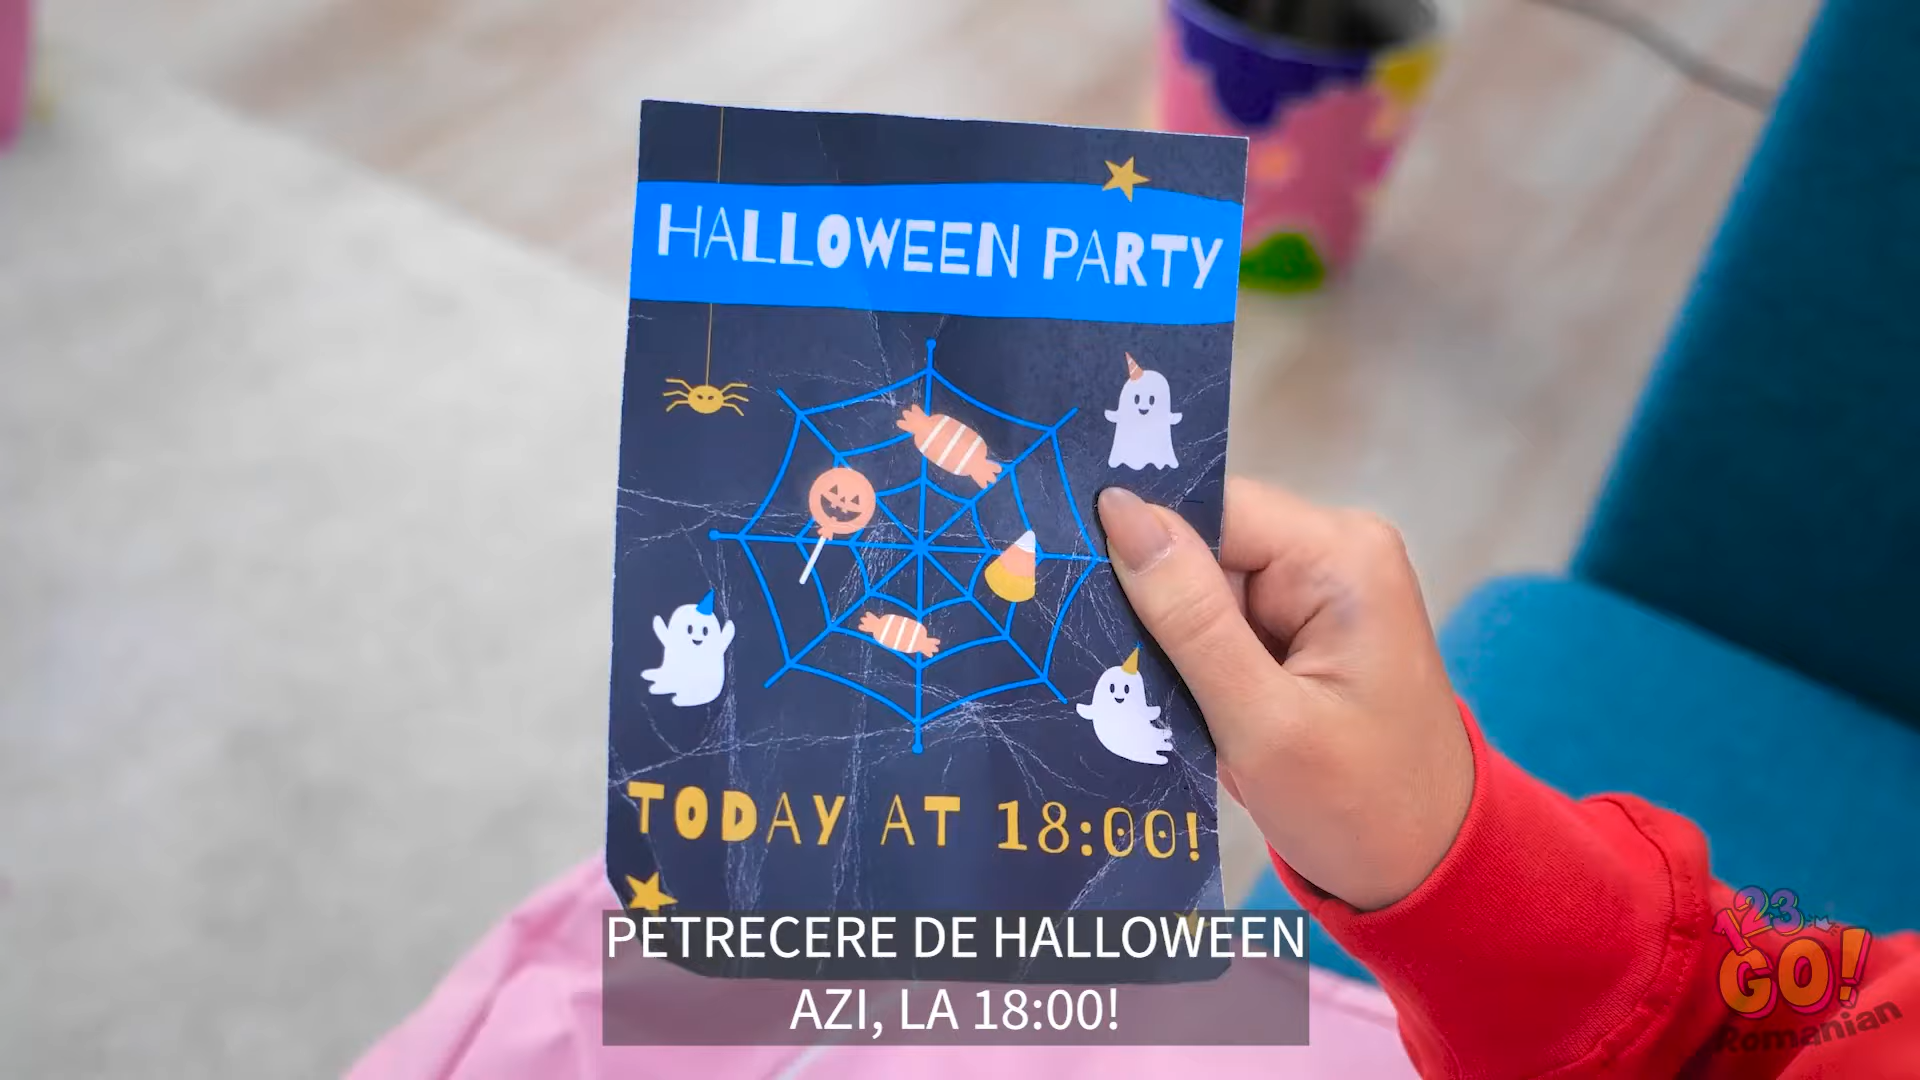 HALLOWEEN PARTY
TODAY AT 18:00!
PETRECERE DE HALLOWEEN
AZI, LA 18:00!
123
GO!
Romanian